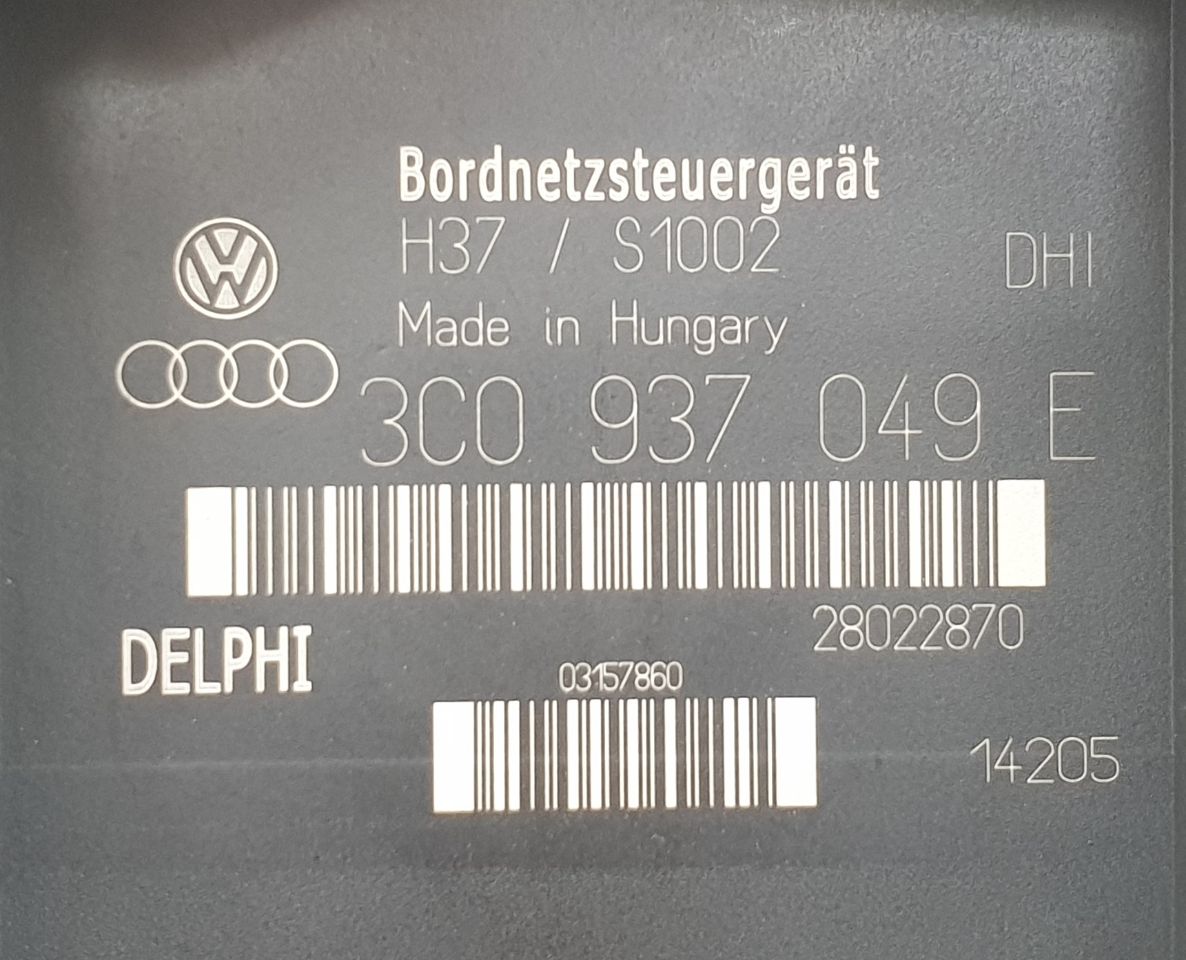 Bordnetzsteuergerät
H37 / S1002 DHI
Made in Hungary
3C0 937 049 E
28022870
DELPHI
03157860
14205